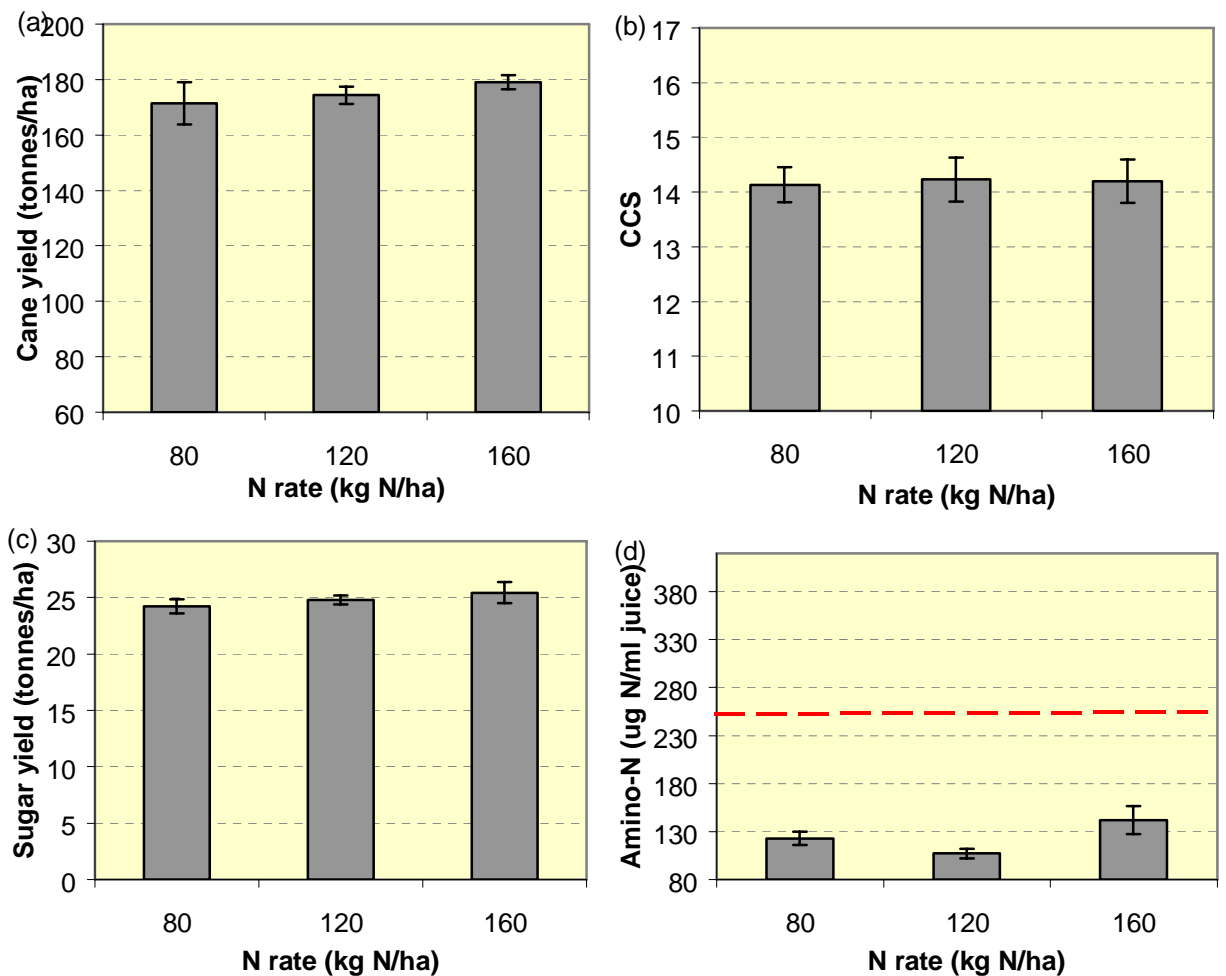 (a)
200
180
160
140
120
100
80
60
Cane yield (tonnes/ha)
80 120 160
N rate (kg N/ha)
(b)
17
16
15
14
13
12
11
10
CCS
80 120 160
N rate (kg N/ha)
(c)
30
25
20
15
10
5
0
Sugar yield (tonnes/ha)
80 120 160
N rate (kg N/ha)
(d)
380
330
280
230
180
130
80
Amino-N (ug N/ml juice)
80 120 160
N rate (kg N/ha)